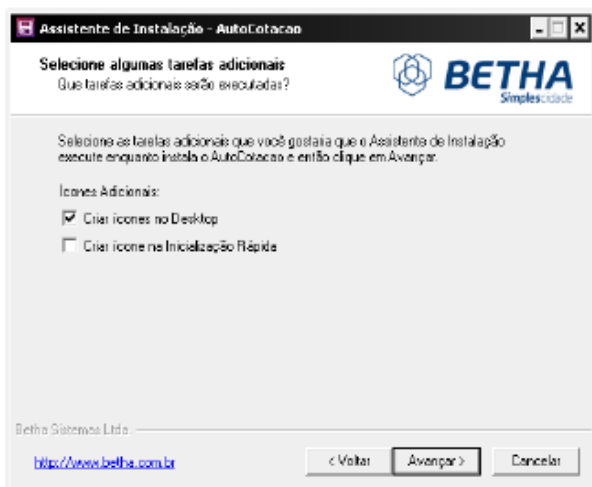 Assistente de Instalação - AutoCotacao
Selecione algumas tarefas adicionais
Que tarefas adicionais serão executadas?
BETHA
Simplescidade
Selecione as tarefas adicionais que você gostaria que o Assistente de Instalação
execute enquanto instala o AutoCotacao e então clique em Avançar.
Ícones Adicionais:
Criar ícones no Desktop
Criar ícone na Inicialização Rápida
Betha Sistemas Ltda.
http://www.betha.com.br
< Voltar
Avançar >
Cancelar